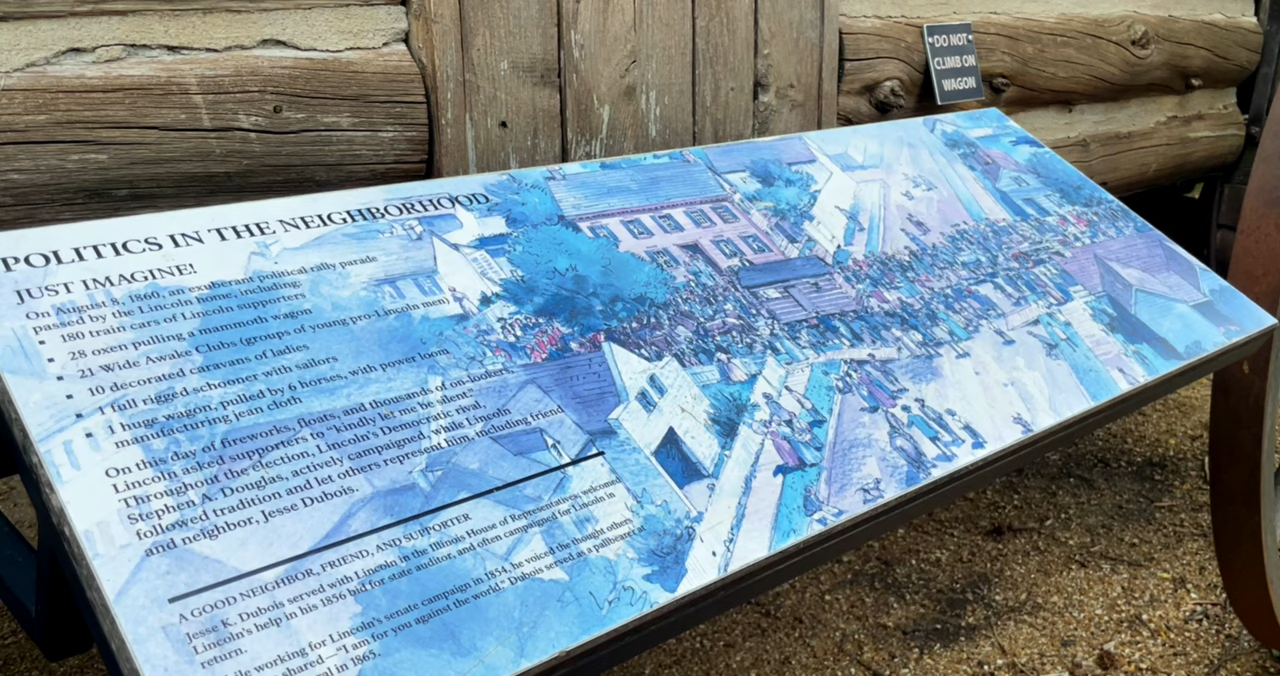 DO NOT
CLIMB ON
WAGON
POLITICS IN THE NEIGHBORHOOD
JUST IMAGINE!
On August 8, 1860, an exuberant political rally parade
passed by the Lincoln home, including:
▪ 180 train cars of Lincoln supporters
▪ 28 oxen pulling a mammoth wagon
▪ 21 Wide Awake Clubs (groups of young pro-Lincoln men)
▪ 10 decorated caravans of ladies
▪ 1 full rigged schooner with sailors
▪ 1 huge wagon, pulled by 6 horses, with power loom
manufacturing jean cloth
On this day of fireworks, floats, and thousands of on-lookers,
Lincoln asked supporters to “kindly let me be silent.”
Throughout the election, Lincoln's Democratic rival,
Stephen A. Douglas, actively campaigned, while Lincoln
followed tradition and let others represent him, including friend
and neighbor, Jesse Dubois.
A GOOD NEIGHBOR, FRIEND, AND SUPPORTER
Jesse K. Dubois served with Lincoln in the Illinois House of Representatives, welcomed
Lincoln's help in his 1856 bid for state auditor, and often campaigned for Lincoln in
return.
working for Lincoln's senate campaign in 1854, he voiced the thought others
shared—“I am for you against the world.” Dubois served as a pallbearer at
in 1865.